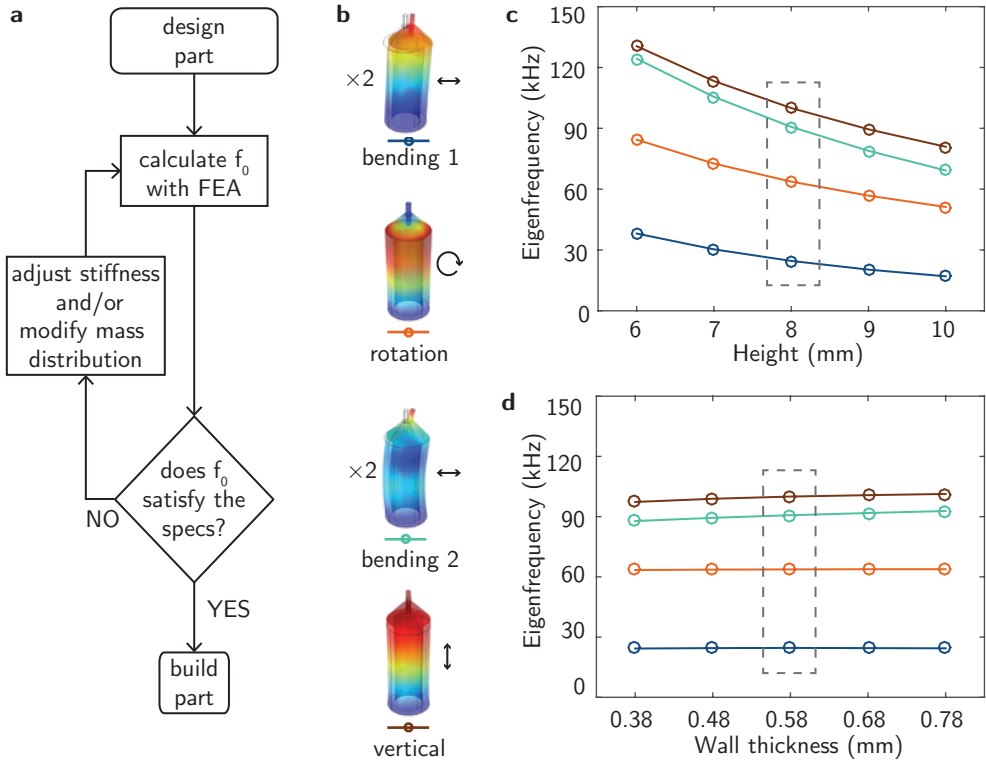 a
design
part
calculate f₀
with FEA
adjust stiffness
and/or
modify mass
distribution
does f₀
satisfy the
specs?
NO
YES
build
part
b
×2
bending 1
rotation
×2
bending 2
vertical
c
Eigenfrequency (kHz)
150
120
90
60
30
0
6 7 8 9 10
Height (mm)
d
Eigenfrequency (kHz)
150
120
90
60
30
0
0.38 0.48 0.58 0.68 0.78
Wall thickness (mm)